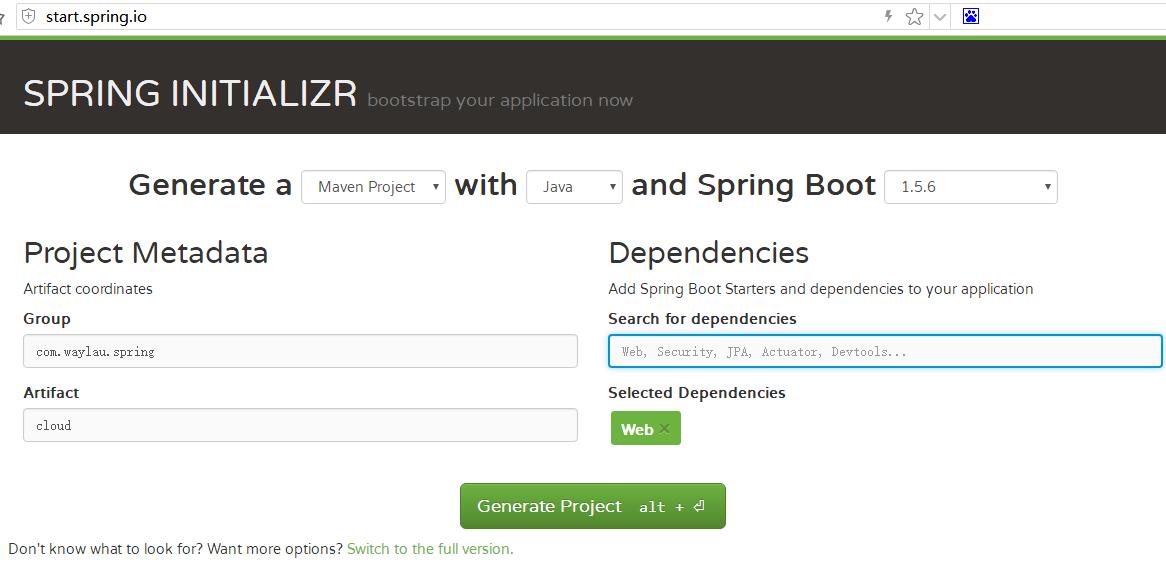 start.spring.io
SPRING INITIALIZR bootstrap your application now
Generate a Maven Project with Java and Spring Boot 1.5.6
Project Metadata
Artifact coordinates
Group
com.waylau.spring
Artifact
cloud
Dependencies
Add Spring Boot Starters and dependencies to your application
Search for dependencies
Web, Security, JPA, Actuator, Devtools...
Selected Dependencies
Web ×
Generate Project alt + ⏎
Don't know what to look for? Want more options? Switch to the full version.